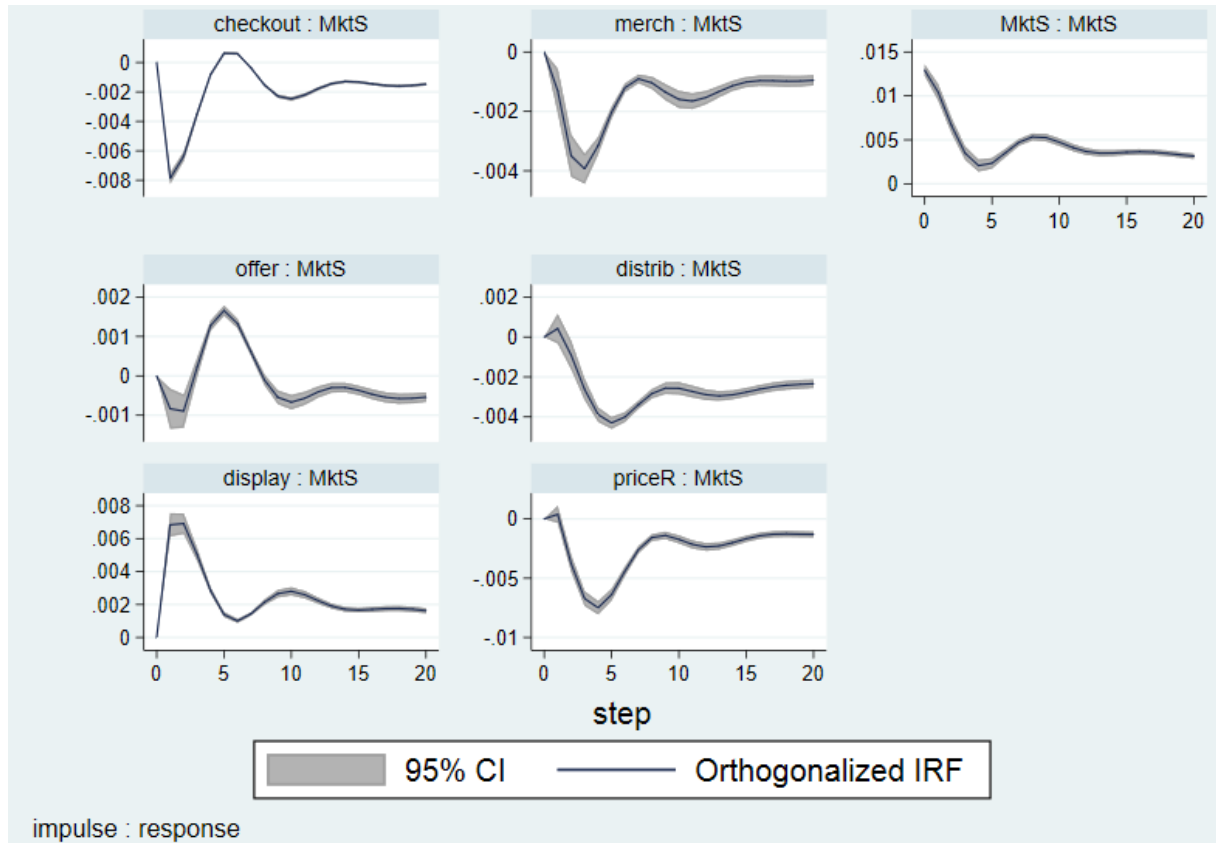 checkout : MktS
0
-.002
-.004
-.006
-.008
merch : MktS
0
-.002
-.004
MktS : MktS
.015
.01
.005
0
0 5 10 15 20
offer : MktS
.002
.001
0
-.001
distrib : MktS
.002
0
-.002
-.004
display : MktS
.008
.006
.004
.002
0
0 5 10 15 20
priceR : MktS
0
-.005
-.01
0 5 10 15 20
step
95% CI Orthogonalized IRF
impulse : response